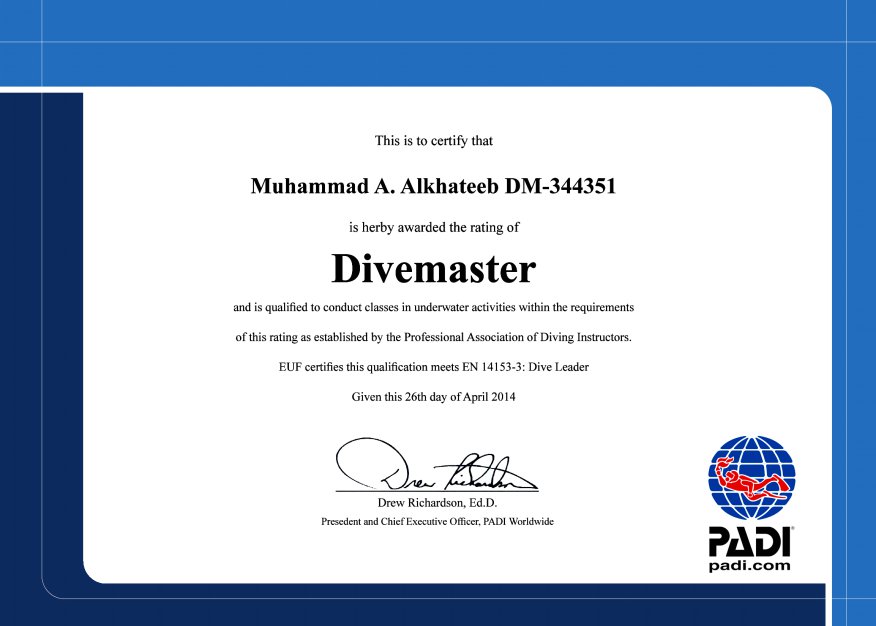 This is to certify that
Muhammad A. Alkhateeb DM-344351
is herby awarded the rating of
Divemaster
and is qualified to conduct classes in underwater activities within the requirements
of this rating as established by the Professional Association of Diving Instructors.
EUF certifies this qualification meets EN 14153-3: Dive Leader
Given this 26th day of April 2014
Drew Richardson
Drew Richardson, Ed.D.
Presedent and Chief Executive Officer, PADI Worldwide
PADI®
padi.com